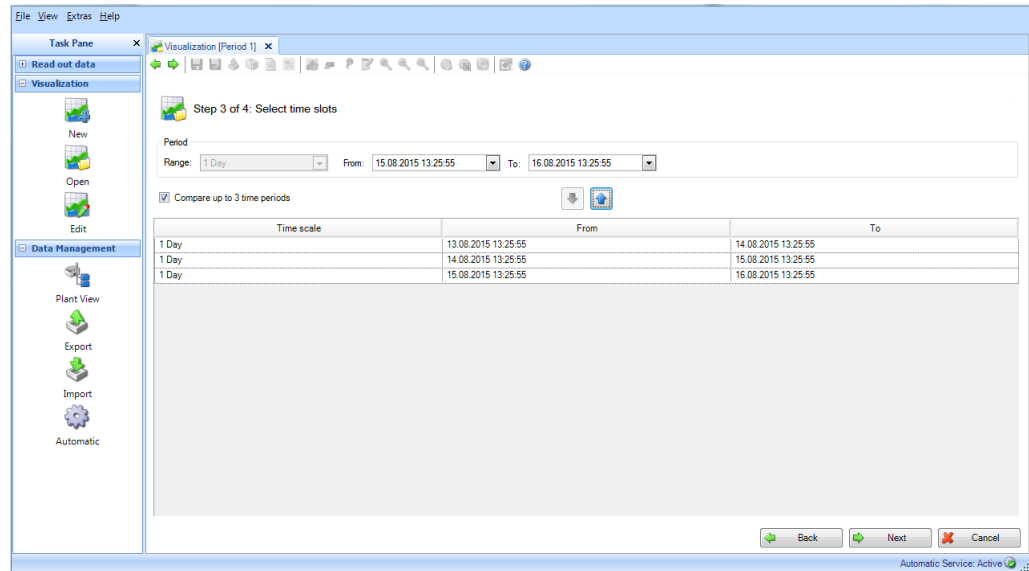 File View Extras Help
Task Pane
Visualization [Period 1]
Read out data
Visualization
New
Open
Edit
Data Management
Plant View
Export
Import
Automatic
Step 3 of 4: Select time slots
Period
Range: 1 Day From: 15.08.2015 13:25:55 To: 16.08.2015 13:25:55
Compare up to 3 time periods
Time scale From To
1 Day 13.08.2015 13:25:55 14.08.2015 13:25:55
1 Day 14.08.2015 13:25:55 15.08.2015 13:25:55
1 Day 15.08.2015 13:25:55 16.08.2015 13:25:55
Back Next Cancel
Automatic Service: Active